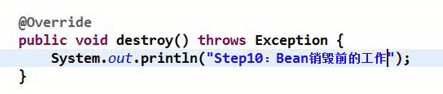 @Override
public void destroy() throws Exception {
System.out.println("Step10：Bean销毁前的工作");
}